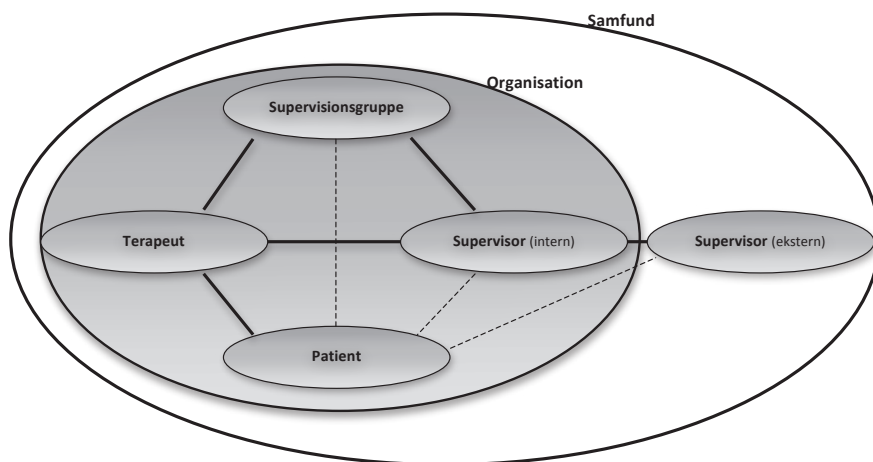 Samfund
Organisation
Supervisionsgruppe
Terapeut
Supervisor (intern)
Supervisor (ekstern)
Patient